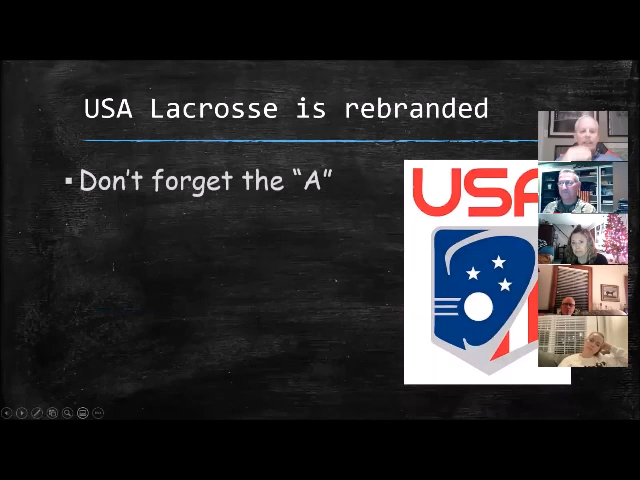 USA Lacrosse is rebranded
▪ Don't forget the “A”
USA